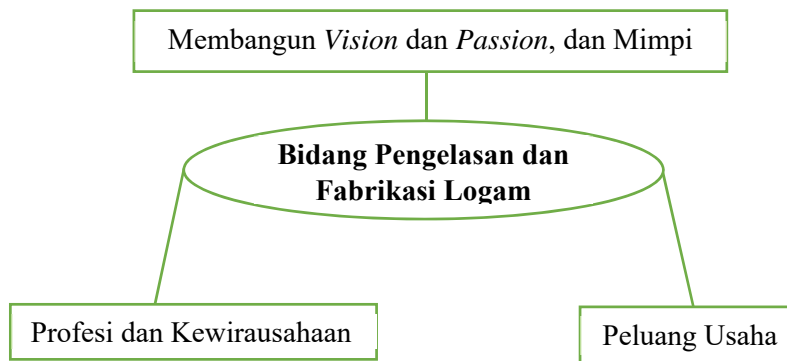 Membangun Vision dan Passion, dan Mimpi
Bidang Pengelasan dan
Fabrikasi Logam
Profesi dan Kewirausahaan
Peluang Usaha